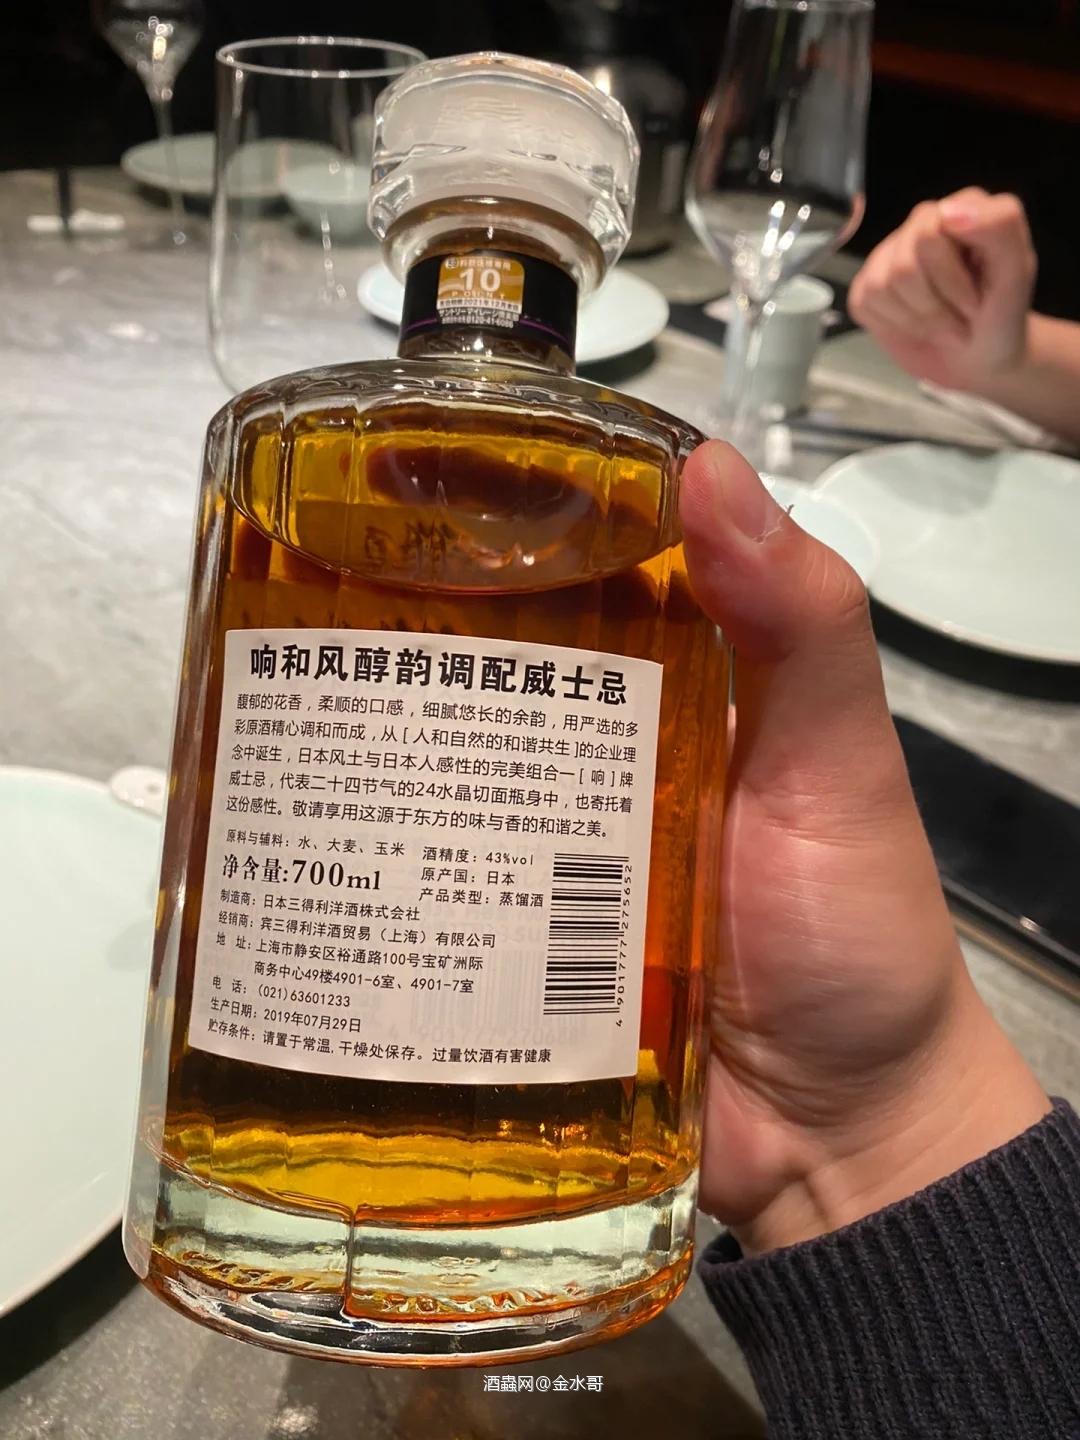 10
POINT
響和風醇韵调配威士忌
馥郁的花香，柔顺的口感，细腻悠长的余韵，用严选的多
彩原酒精心调和而成，从[人和自然的和谐共生]的企业理
念中诞生，日本风土与日本人感性的完美组合一[响]牌
威士忌，代表二十四节气的24水晶切面瓶身中，也寄托着
这份感性。敬请享用这源于东方的味与香的和谐之美。
原料与辅料：水、大麦、玉米
净含量:700ml
酒精度：43%vol
原产国：日本
产品类型：蒸馏酒
制造商：日本三得利洋酒株式会社
经销商：宾三得利洋酒贸易（上海）有限公司
地 址：上海市静安区裕通路100号宝矿洲际
商务中心49楼4901-6室、4901-7室
电 话：(021)63601233
生产日期：2019年07月29日
贮存条件：请置于常温,干燥处保存。过量饮酒有害健康
4901777275652
酒蟲网@金水哥